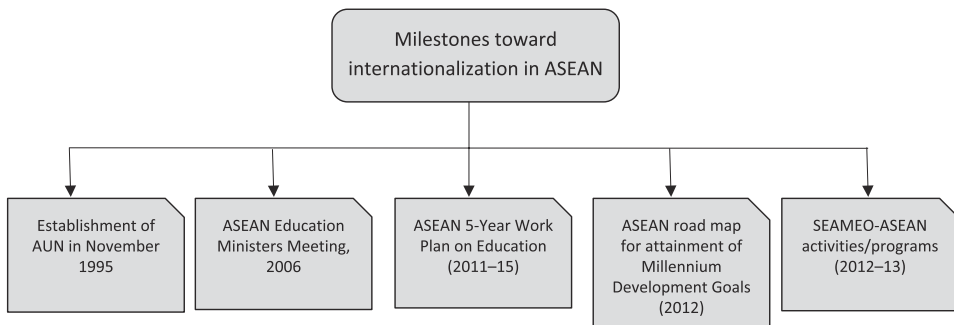 Milestones toward
internationalization in ASEAN
Establishment of
AUN in November
1995
ASEAN Education
Ministers Meeting,
2006
ASEAN 5-Year Work
Plan on Education
(2011–15)
ASEAN road map
for attainment of
Millennium
Development Goals
(2012)
SEAMEO-ASEAN
activities/programs
(2012–13)